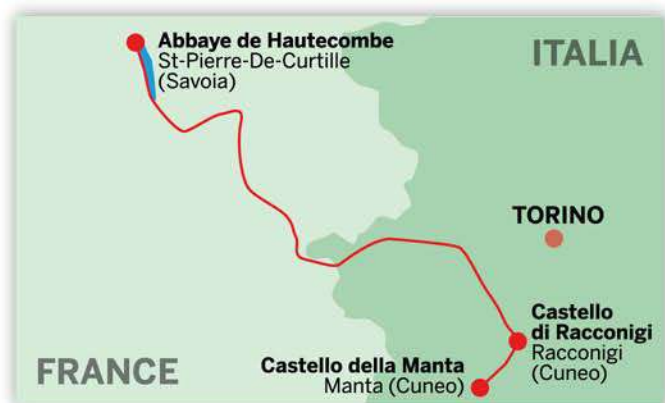 Abbaye de Hautecombe
St-Pierre-De-Curtille
(Savoia)
ITALIA
TORINO
Castello
di Racconigi
Racconigi
(Cuneo)
Castello della Manta
Manta (Cuneo)
FRANCE